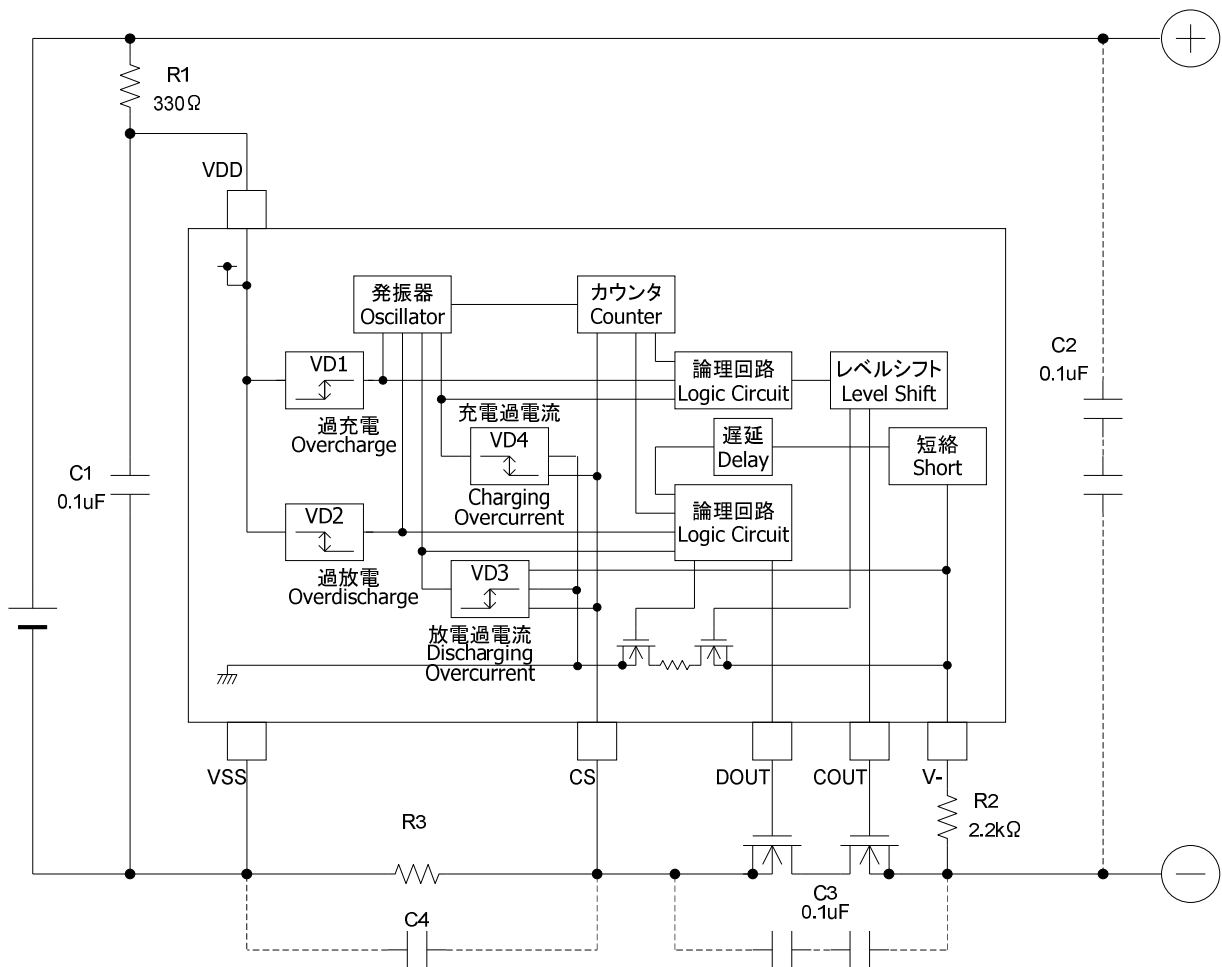 R1
330Ω
VDD
発振器
Oscillator
カウンタ
Counter
VD1
過充電
Overcharge
論理回路
Logic Circuit
レベルシフト
Level Shift
C2
0.1uF
充電過電流
VD4
Charging
Overcurrent
遅延
Delay
短絡
Short
C1
0.1uF
VD2
過放電
Overdischarge
論理回路
Logic Circuit
VD3
放電過電流
Discharging
Overcurrent
VSS
CS
DOUT
COUT
V-
R2
2.2kΩ
R3
C3
0.1uF
C4